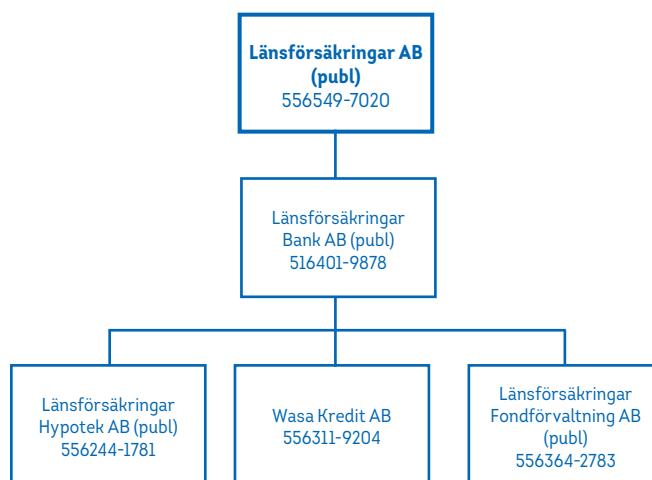 Länsförsäkringar AB
(publ)
556549-7020
Länsförsäkringar
Bank AB (publ)
516401-9878
Länsförsäkringar
Hypotek AB (publ)
556244-1781
Wasa Kredit AB
556311-9204
Länsförsäkringar
Fondförvaltning AB
(publ)
556364-2783